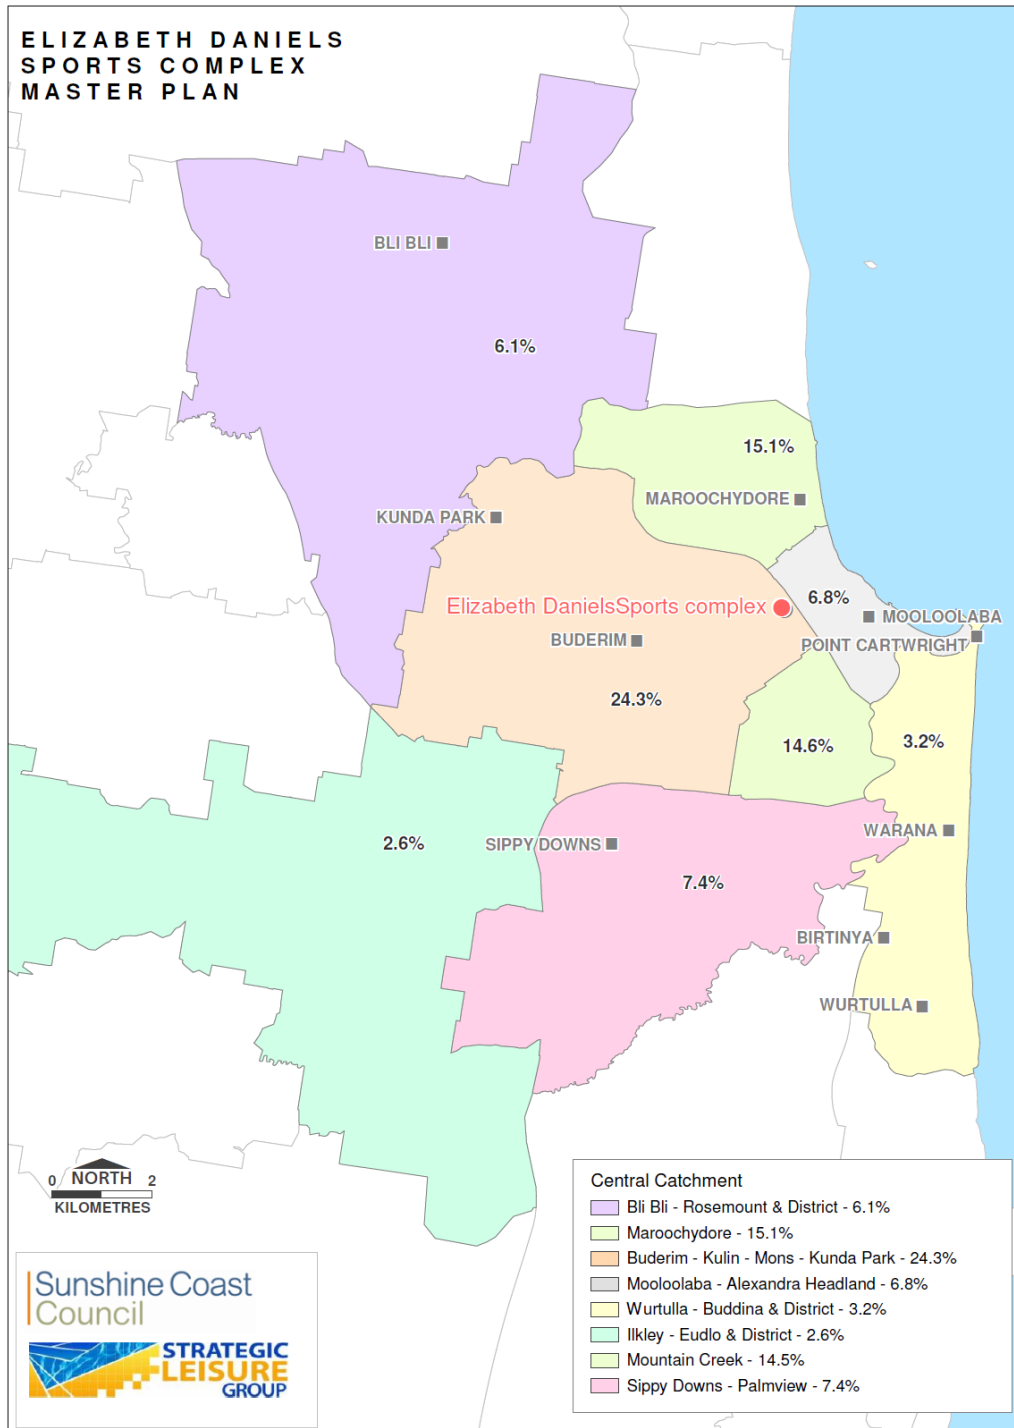 ELIZABETH DANIELS
SPORTS COMPLEX
MASTER PLAN
BLI BLI
6.1%
15.1%
MAROOCHYDORE
KUNDA PARK
6.8%
Elizabeth DanielsSports complex
MOOLOOLABA
BUDERIM
POINT CARTWRIGHT
24.3%
14.6%
3.2%
2.6%
SIPPY DOWNS
WARANA
7.4%
BIRTINYA
WURTULLA
NORTH
0 2
KILOMETRES
Central Catchment
Bli Bli - Rosemount & District - 6.1%
Maroochydore - 15.1%
Buderim - Kulin - Mons - Kunda Park - 24.3%
Mooloolaba - Alexandra Headland - 6.8%
Wurtulla - Buddina & District - 3.2%
Ilkley - Eudlo & District - 2.6%
Mountain Creek - 14.5%
Sippy Downs - Palmview - 7.4%
Sunshine Coast
Council
STRATEGIC
LEISURE
GROUP